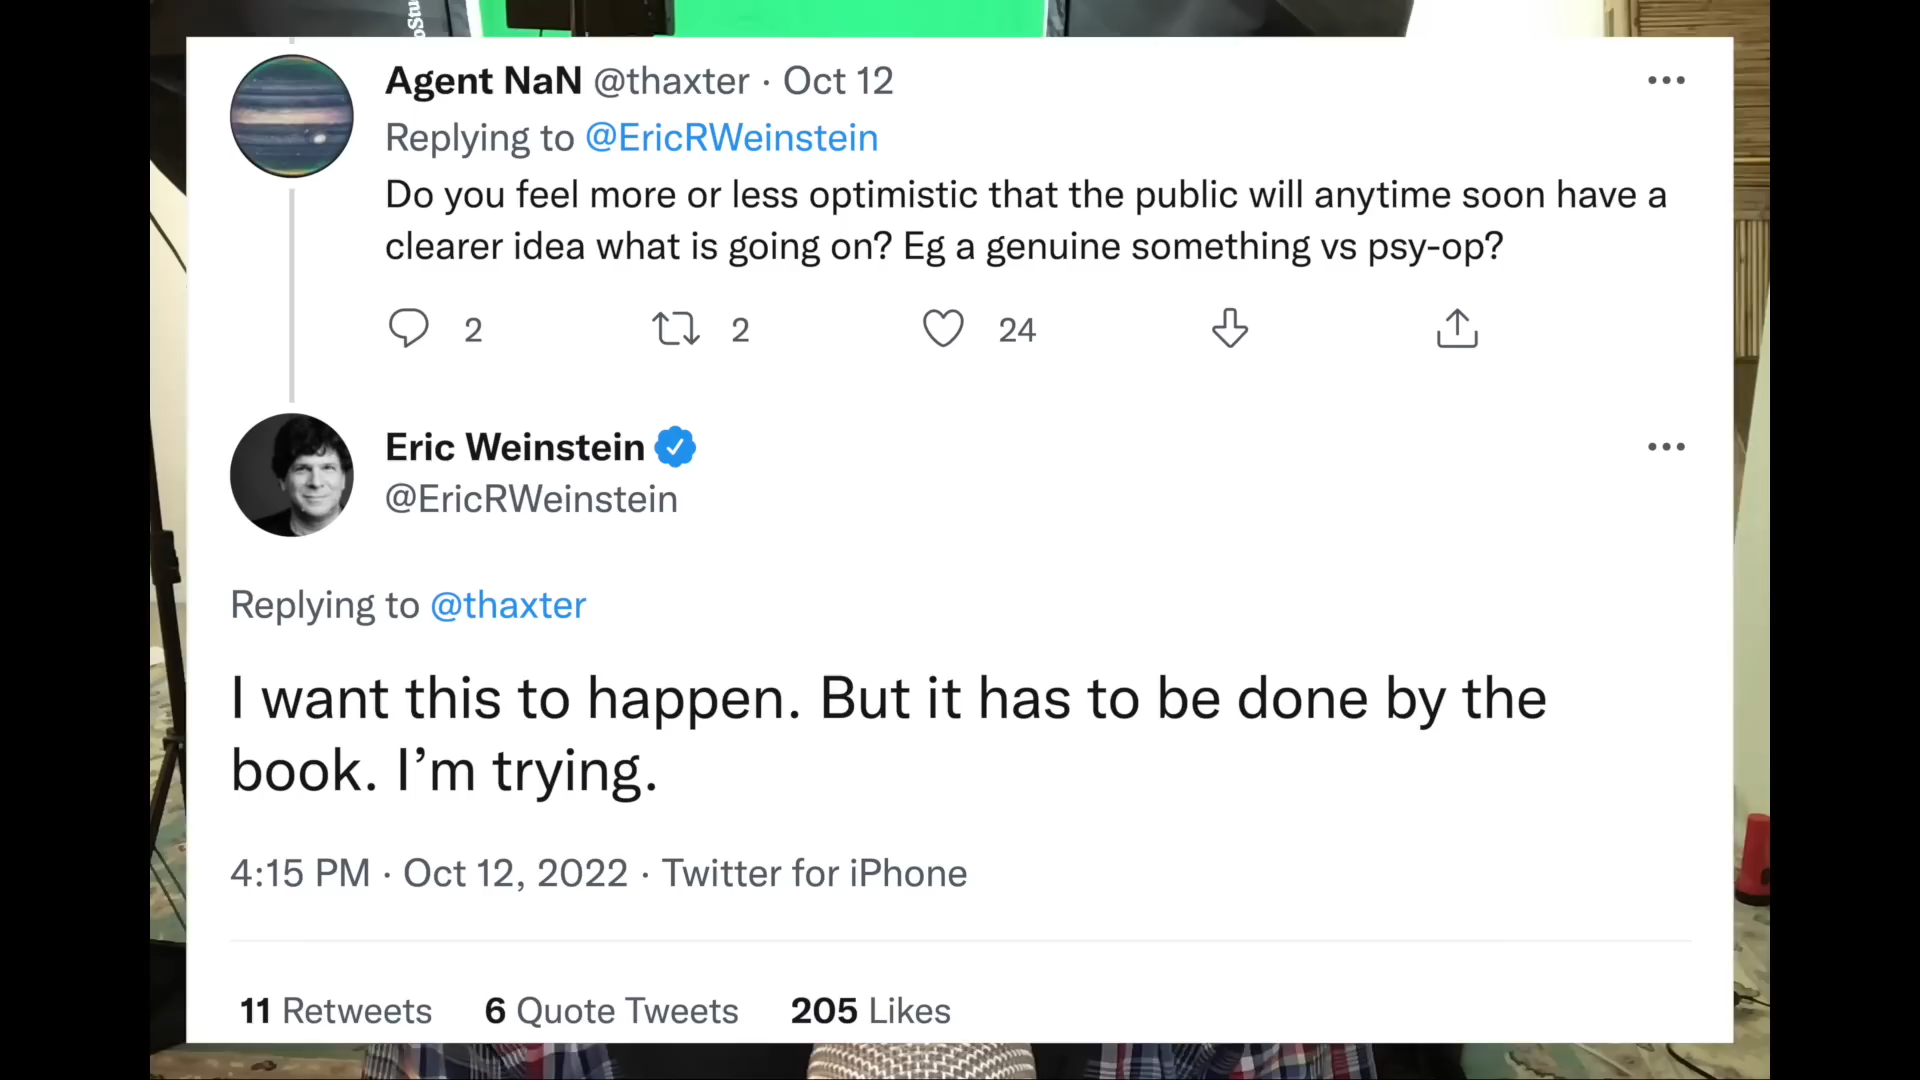 Agent NaN @thaxter · Oct 12
Replying to @EricRWeinstein
Do you feel more or less optimistic that the public will anytime soon have a
clearer idea what is going on? Eg a genuine something vs psy-op?
2 2 24
Eric Weinstein
@EricRWeinstein
Replying to @thaxter
I want this to happen. But it has to be done by the
book. I’m trying.
4:15 PM · Oct 12, 2022 · Twitter for iPhone
11 Retweets 6 Quote Tweets 205 Likes